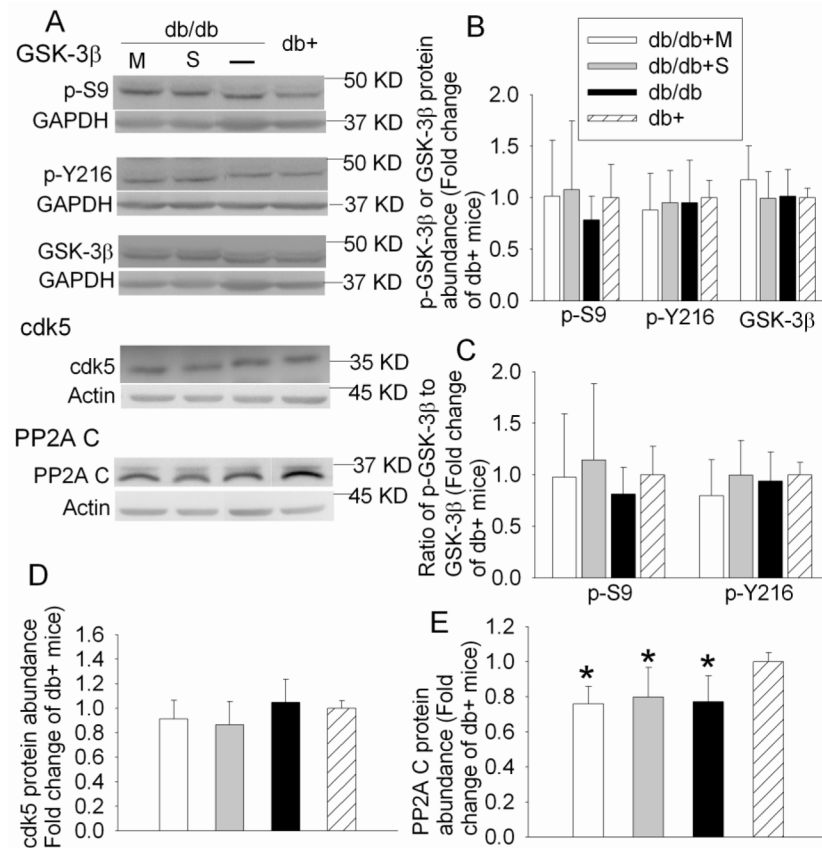 A
db/db
GSK-3β
M S — db+
p-S9
50 KD
GAPDH
37 KD
p-Y216
50 KD
GAPDH
37 KD
GSK-3β
50 KD
GAPDH
37 KD
cdk5
cdk5
35 KD
Actin
45 KD
PP2A C
PP2A C
37 KD
Actin
45 KD
B
db/db+M
db/db+S
db/db
db+
p-GSK-3β or GSK-3β protein
abundance (Fold change
of db+ mice)
2.0
1.5
1.0
0.5
0.0
p-S9 p-Y216 GSK-3β
C
Ratio of p-GSK-3β to
GSK-3β (Fold change
of db+ mice)
2.0
1.5
1.0
0.5
0.0
p-S9 p-Y216
D
cdk5 protein abundance
Fold change of db+ mice)
1.6
1.4
1.2
1.0
0.8
0.6
0.4
0.2
0.0
E
PP2A C protein
abundance (Fold
change of db+ mice)
1.2
1.0
0.8
0.6
0.4
0.2
0.0
* * *